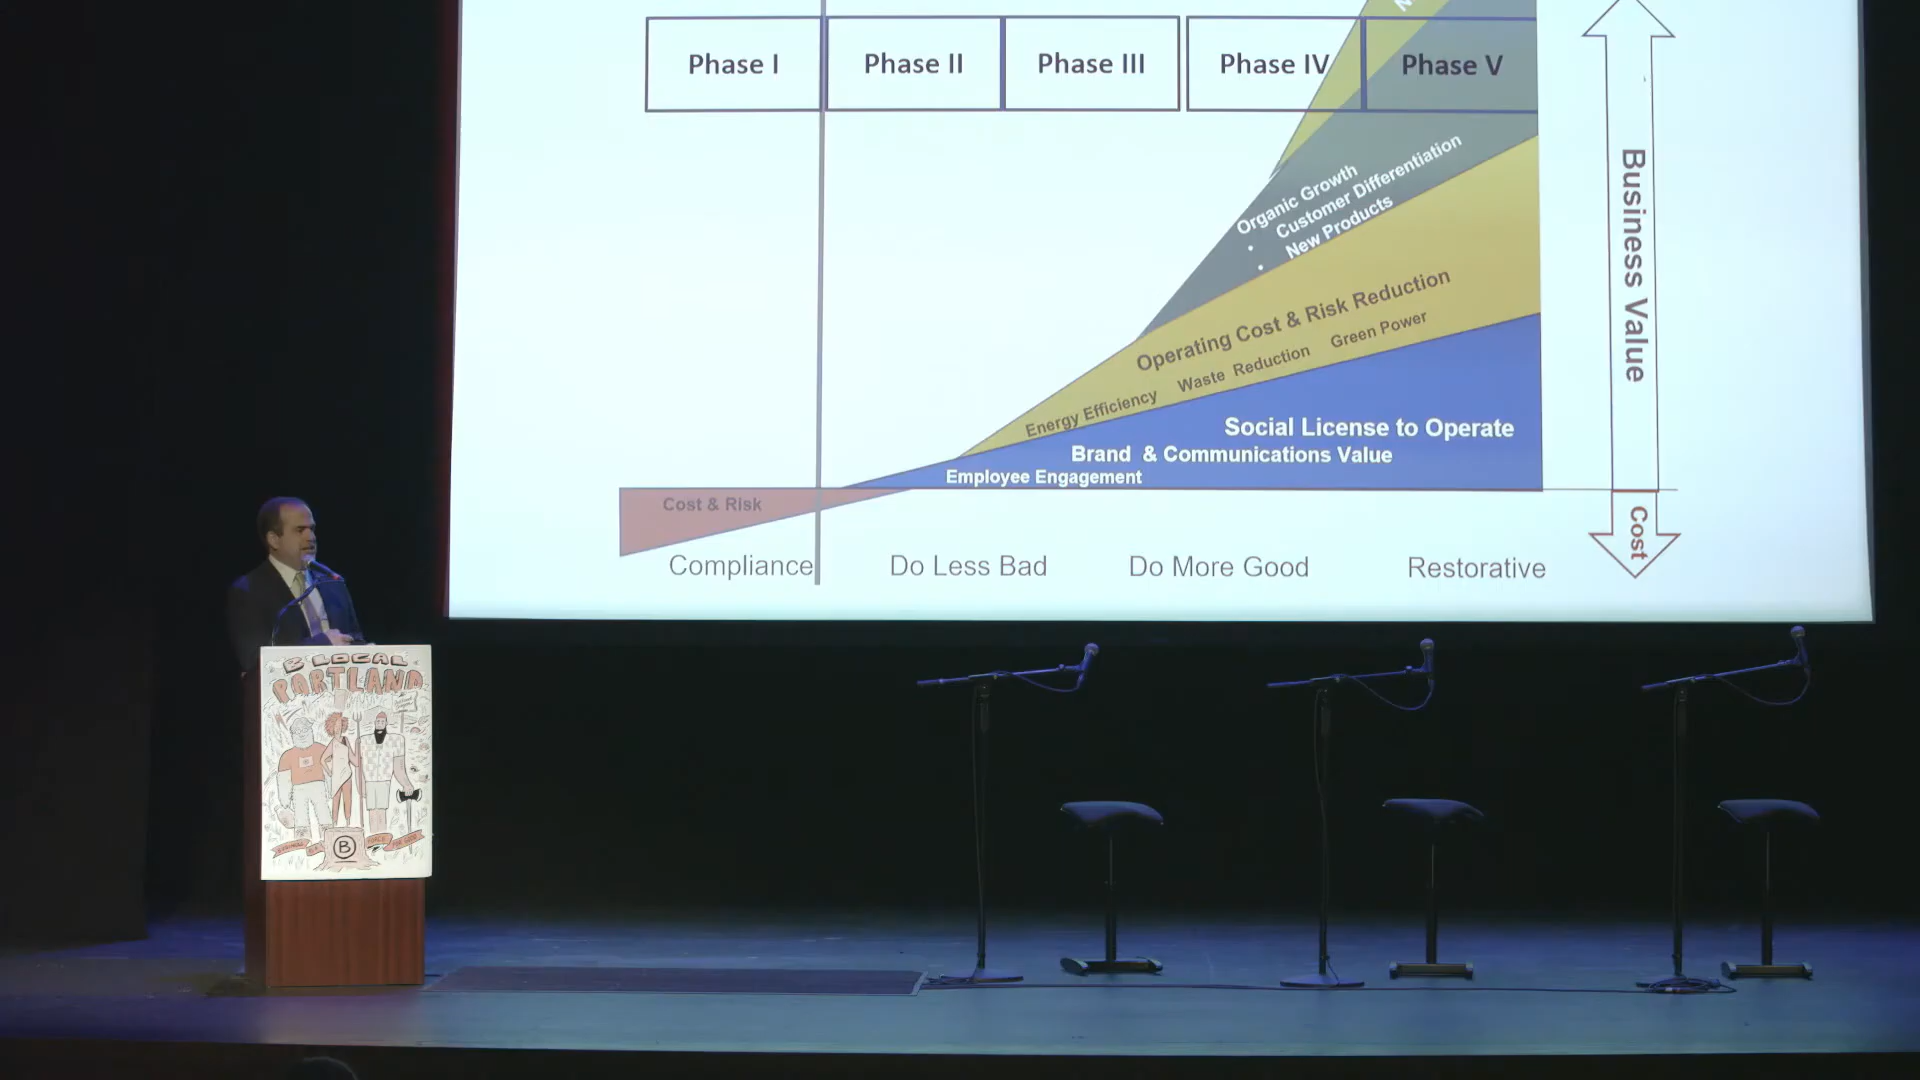 Phase I
Phase II
Phase III
Phase IV
Phase V
Organic Growth
• Customer Differentiation
• New Products
Operating Cost & Risk Reduction
Energy Efficiency Waste Reduction Green Power
Social License to Operate
Brand & Communications Value
Employee Engagement
Cost & Risk
Compliance
Do Less Bad
Do More Good
Restorative
Business Value
Cost
B LOCAL
PORTLAND
B